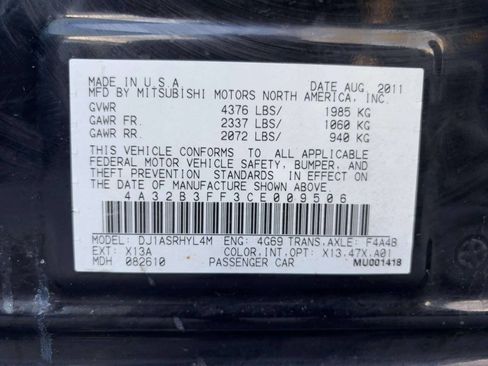 MADE IN U.S.A. DATE AUG, 2011
MFD BY MITSUBISHI MOTORS NORTH AMERICA, INC.
GVWR 4376 LBS/ 1985 KG
GAWR FR. 2337 LBS/ 1060 KG
GAWR RR. 2072 LBS/ 940 KG
THIS VEHICLE CONFORMS TO ALL APPLICABLE
FEDERAL MOTOR VEHICLE SAFETY, BUMPER, AND
THEFT PREVENTION STANDARDS IN EFFECT ON
THE DATE OF MANUFACTURE SHOWN ABOVE.
4A32B3FF3CE009506
MODEL: DJ1ASRHYL4M ENG: 4G69 TRANS.AXLE: F4A4B
EXT: X13A COLOR.INT.OPT: X13.47X.A01
MDH 082610 PASSENGER CAR MU001418